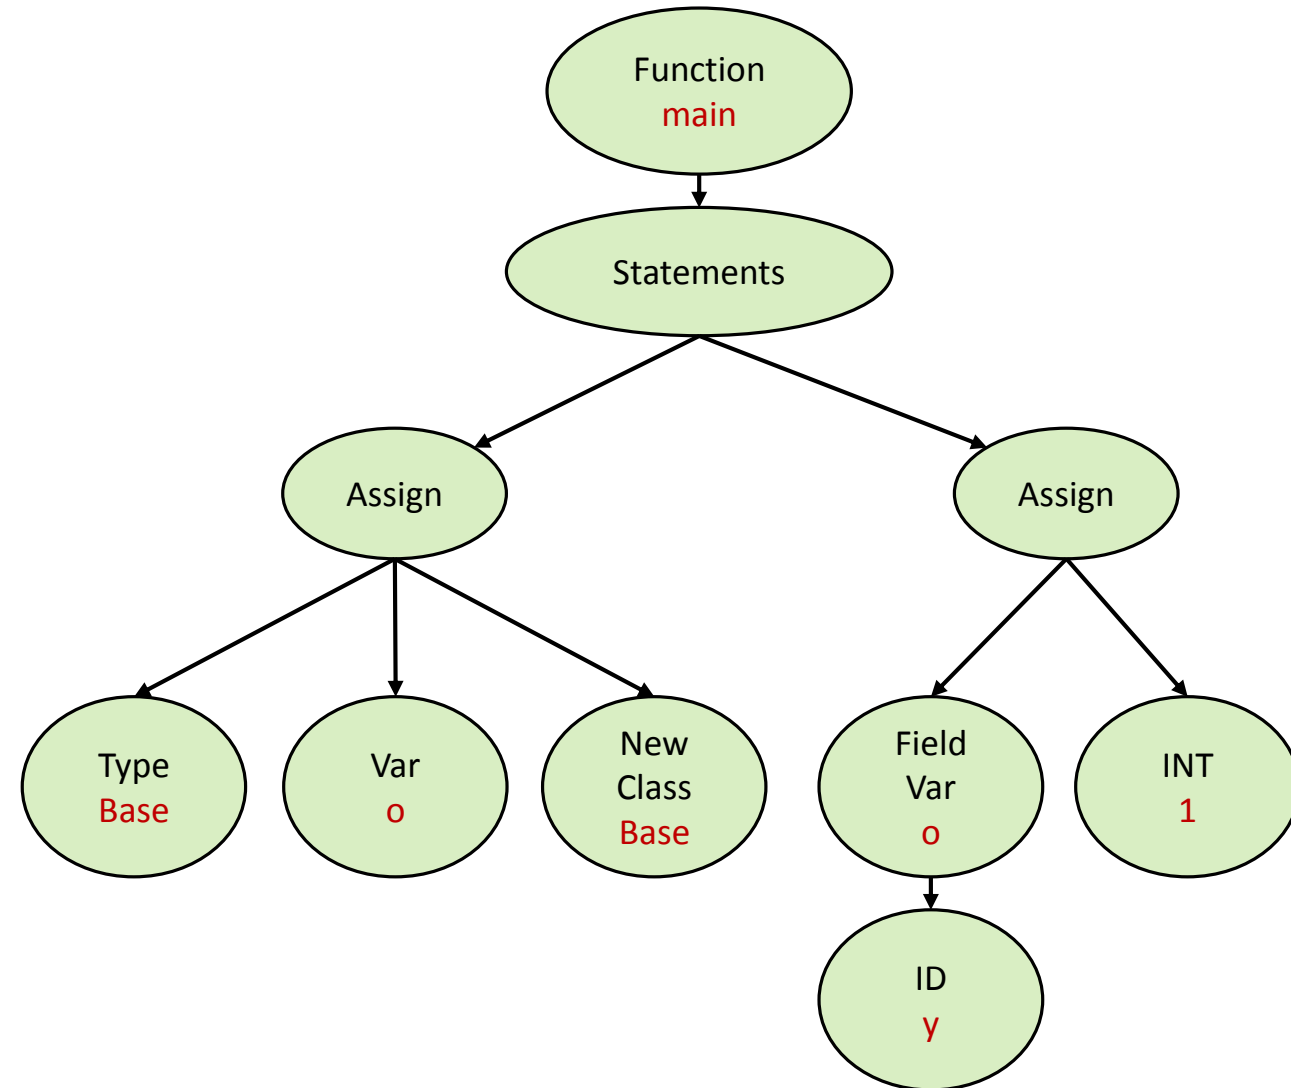 Function
main
Statements
Assign
Assign
Type
Base
Var
o
New
Class
Base
Field
Var
o
INT
1
ID
y